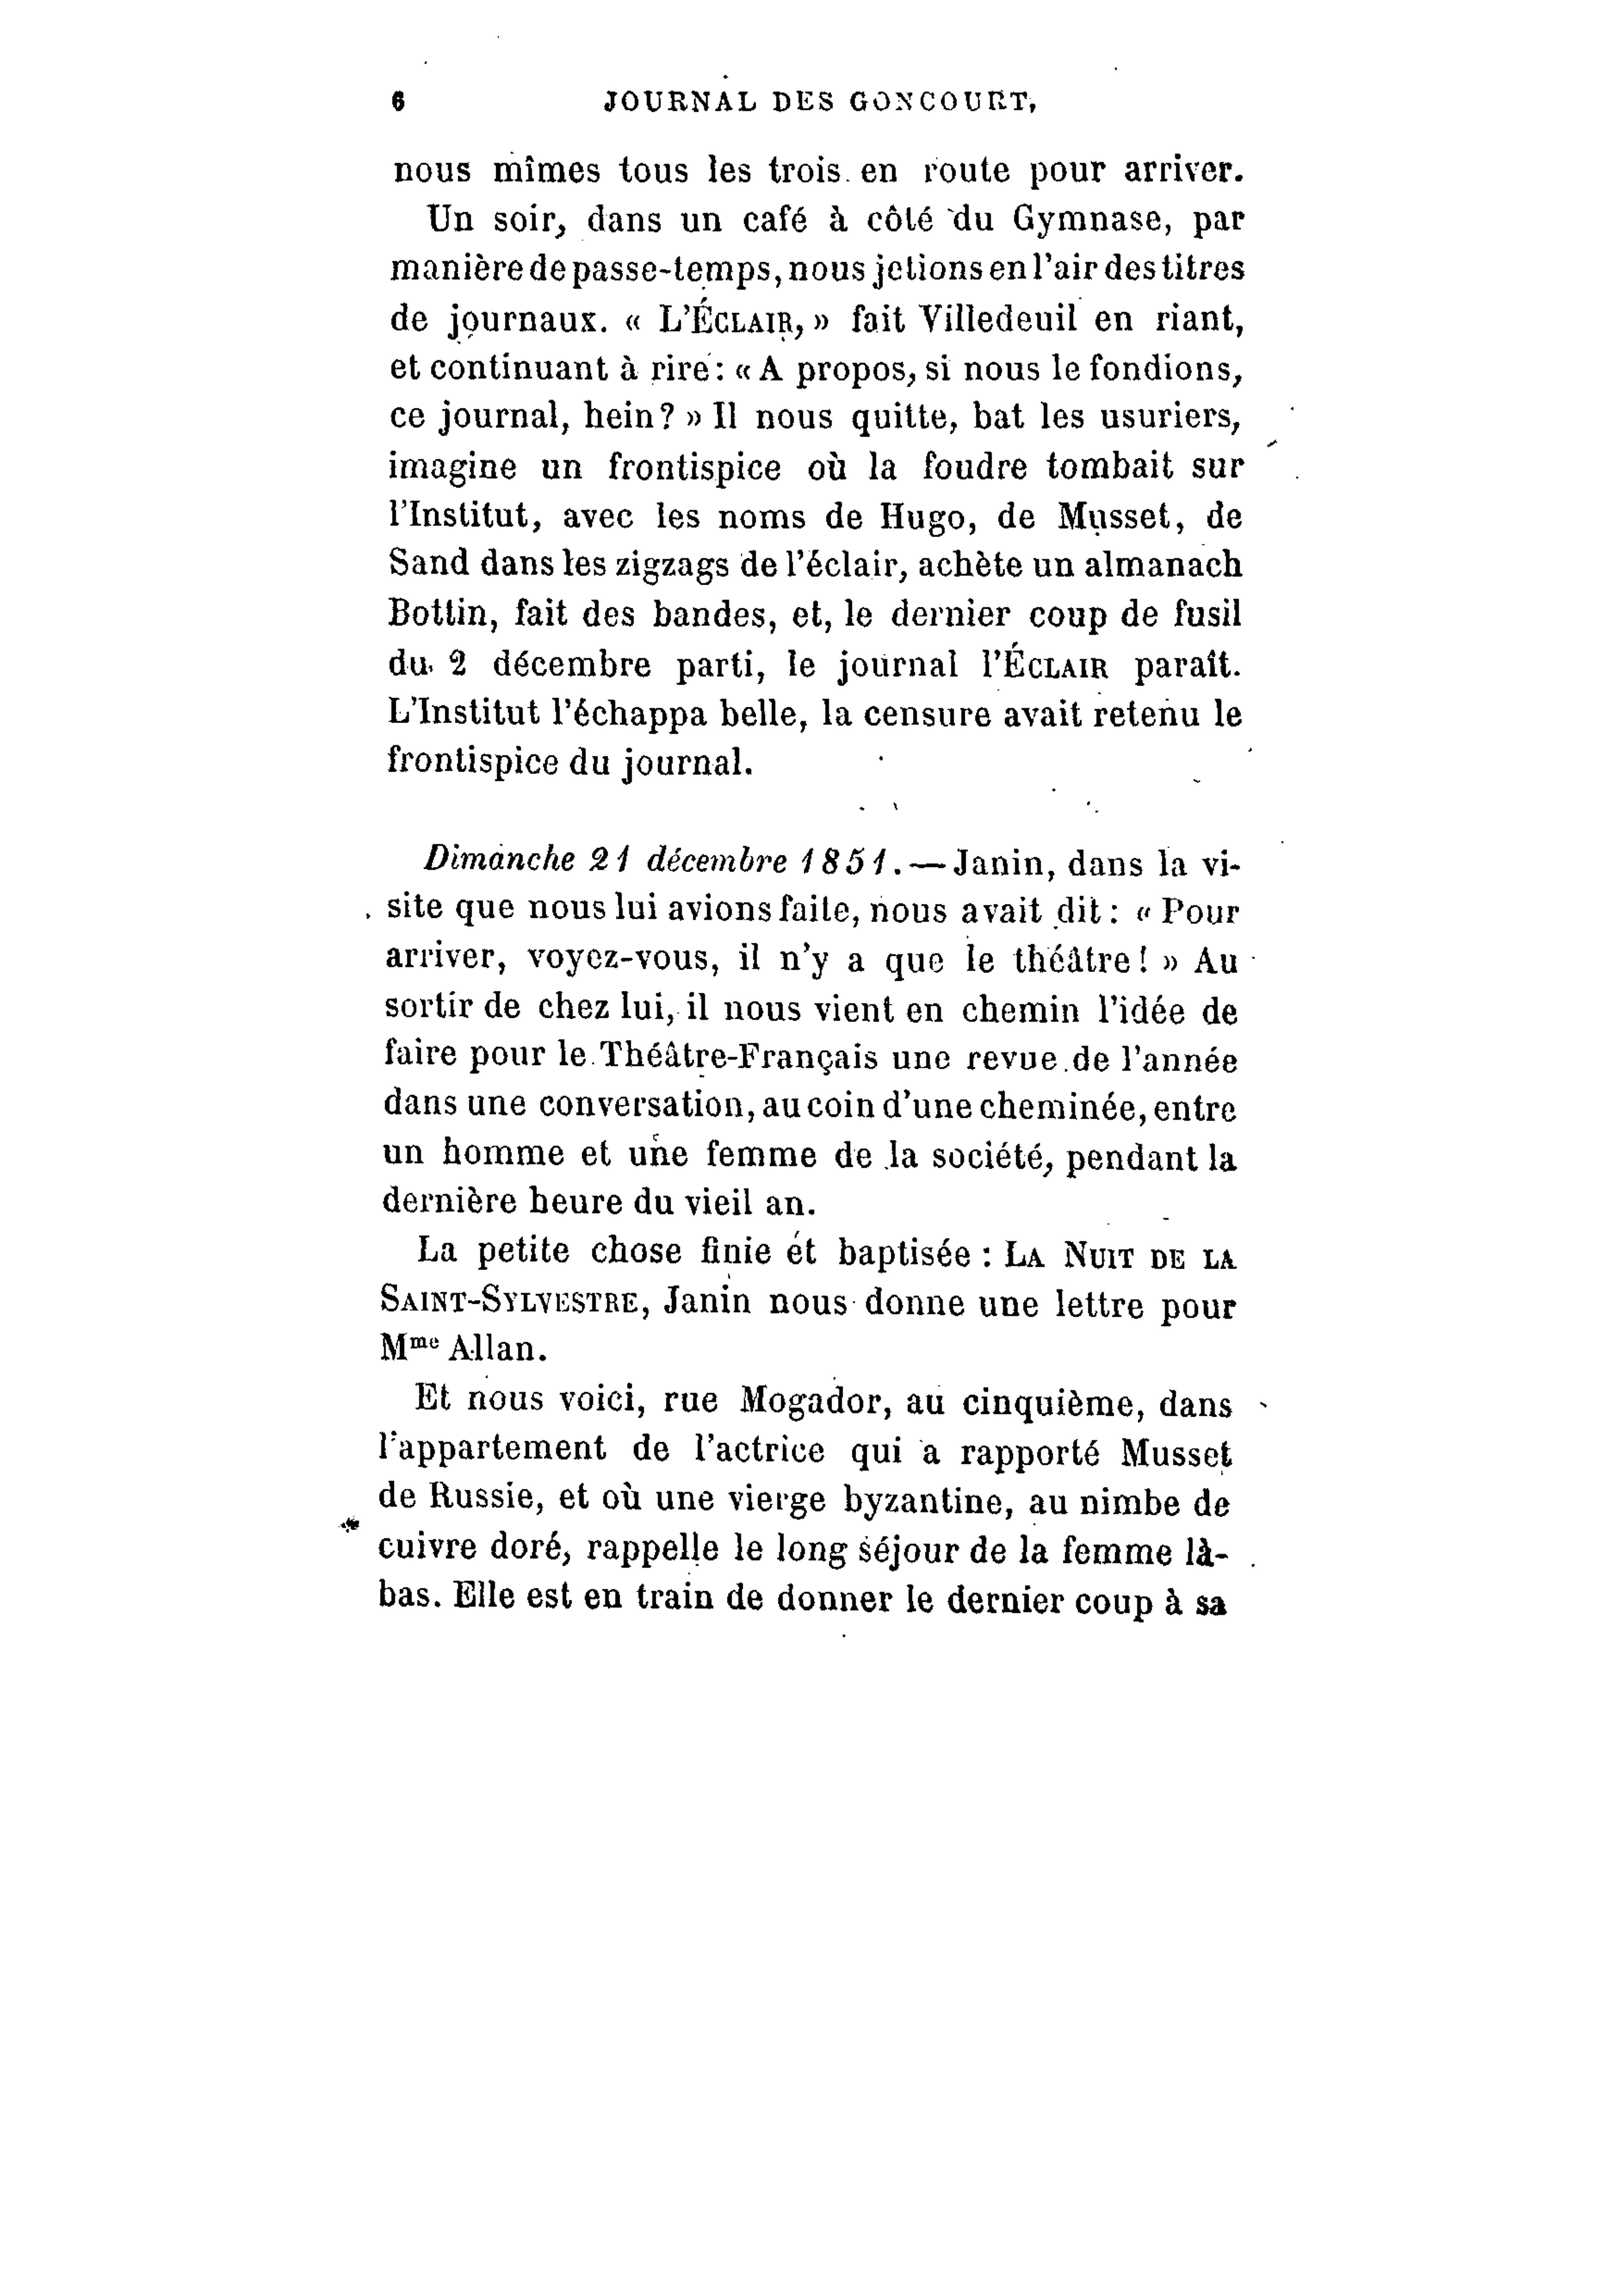 6 JOURNAL DES GONCOURT,
nous mîmes tous les trois en route pour arriver.
Un soir, dans un café à côté du Gymnase, par
manière de passe-temps, nous jetions en l'air des titres
de journaux. « L'ÉCLAIR, » fait Villedeuil en riant,
et continuant à rire : « A propos, si nous le fondions,
ce journal, hein? » Il nous quitte, bat les usuriers,
imagine un frontispice où la foudre tombait sur
l'Institut, avec les noms de Hugo, de Musset, de
Sand dans les zigzags de l'éclair, achète un almanach
Bottin, fait des bandes, et, le dernier coup de fusil
du 2 décembre parti, le journal l'ÉCLAIR paraît.
L'Institut l'échappa belle, la censure avait retenu le
frontispice du journal.
Dimanche 21 décembre 1851. — Janin, dans la vi-
site que nous lui avions faite, nous avait dit : « Pour
arriver, voyez-vous, il n'y a que le théâtre! » Au
sortir de chez lui, il nous vient en chemin l'idée de
faire pour le Théâtre-Français une revue de l'année
dans une conversation, au coin d'une cheminée, entre
un homme et une femme de la société, pendant la
dernière heure du vieil an.
La petite chose finie et baptisée : LA NUIT DE LA
SAINT-SYLVESTRE, Janin nous donne une lettre pour
Mme Allan.
Et nous voici, rue Mogador, au cinquième, dans
l'appartement de l'actrice qui a rapporté Musset
de Russie, et où une vierge byzantine, au nimbe de
cuivre doré, rappelle le long séjour de la femme là-
bas. Elle est en train de donner le dernier coup à sa